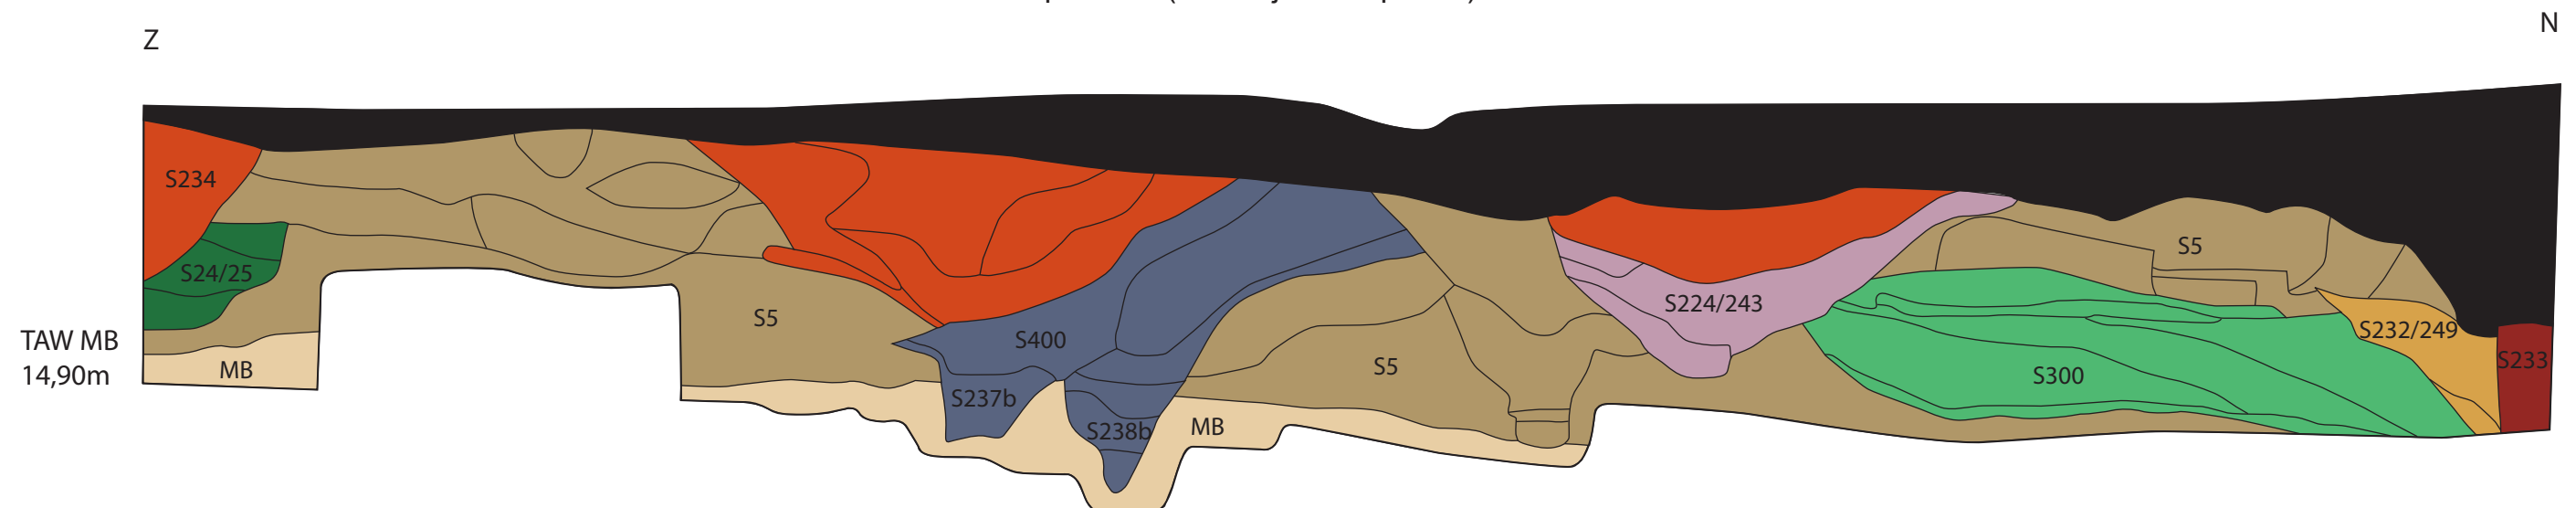 Z
N
S234
S24/25
TAW MB
14,90m
MB
S5
S400
S237b
S238b
MB
S5
S224/243
S5
S300
S232/249
S233